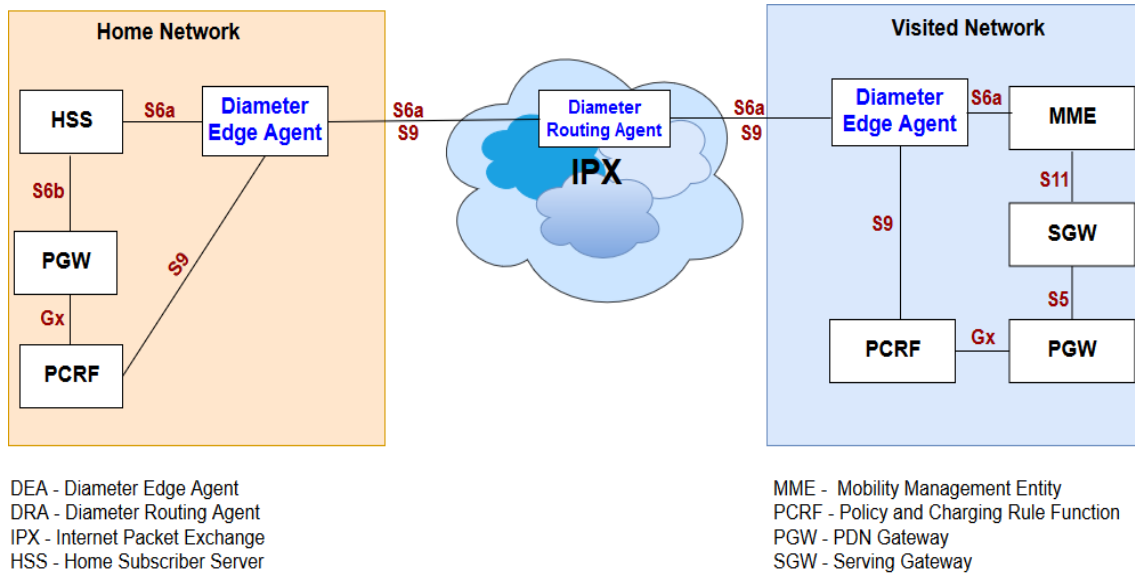 Home Network
HSS
S6a
Diameter
Edge Agent
S6b
PGW
S9
Gx
PCRF
S6a
S9
Diameter
Routing Agent
IPX
S6a
S9
Visited Network
Diameter
Edge Agent
S6a
MME
S11
S9
SGW
S5
PCRF
Gx
PGW
DEA - Diameter Edge Agent
DRA - Diameter Routing Agent
IPX - Internet Packet Exchange
HSS - Home Subscriber Server
MME - Mobility Management Entity
PCRF - Policy and Charging Rule Function
PGW - PDN Gateway
SGW - Serving Gateway